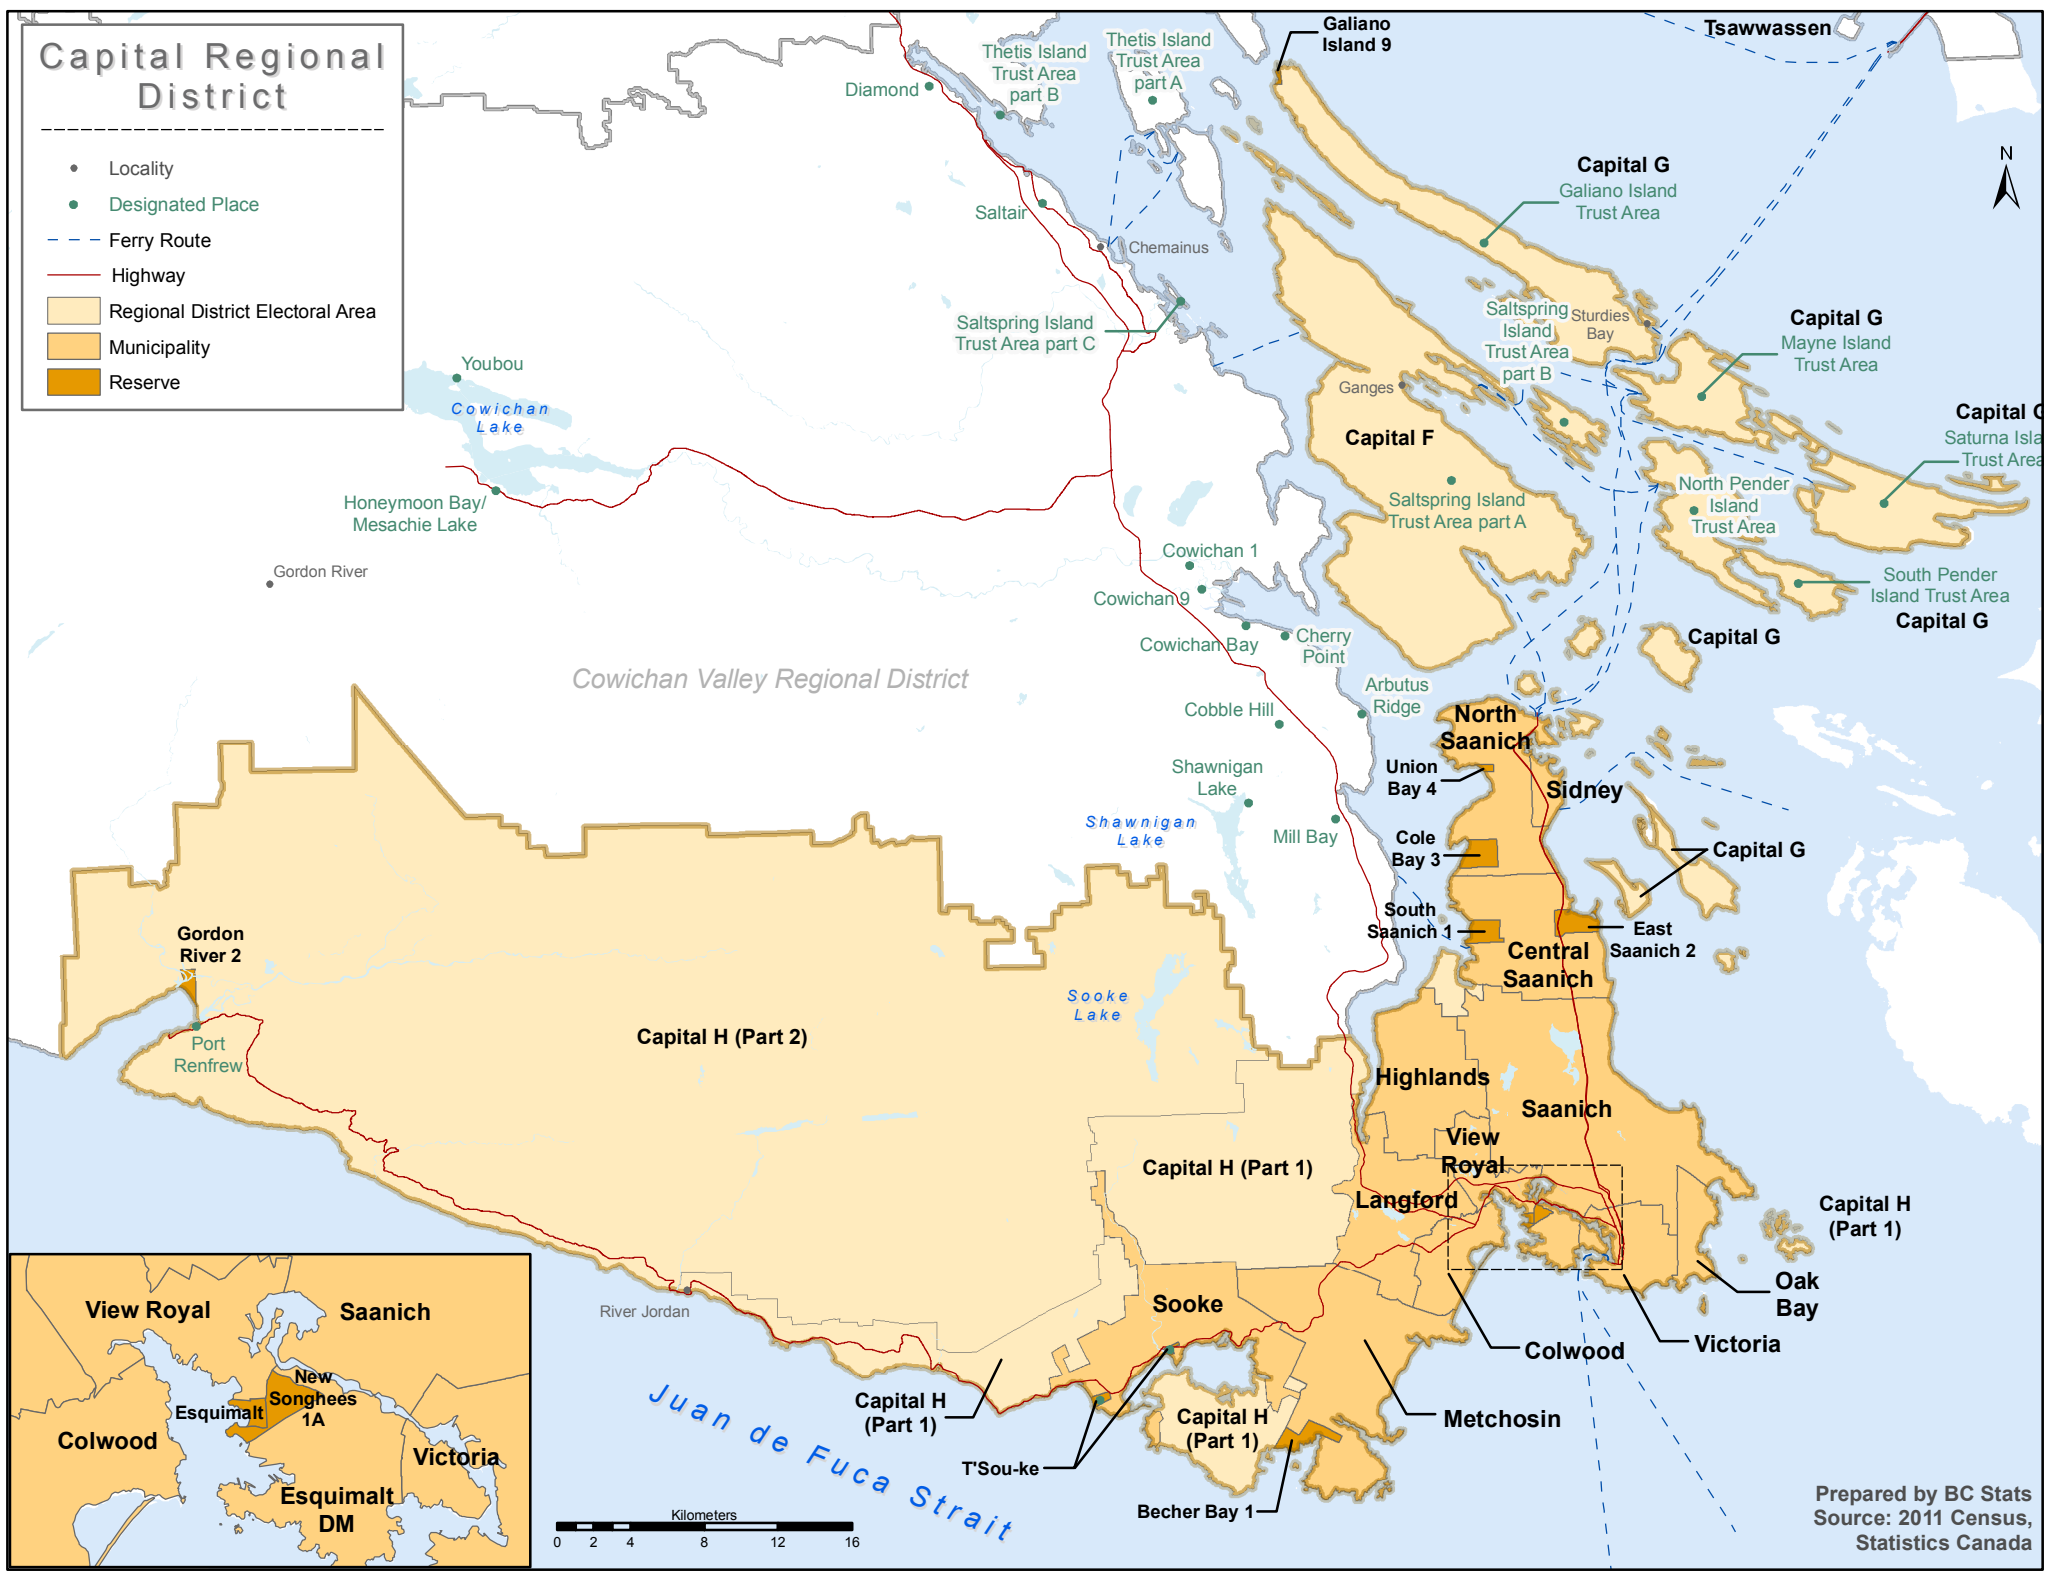 Capital Regional
District
Locality
Designated Place
Ferry Route
Highway
Regional District Electoral Area
Municipality
Reserve
Galiano
Island 9
Tsawwassen
Thetis Island
Trust Area
part B
Thetis Island
Trust Area
part A
Diamond
N
Capital G
Galiano Island
Trust Area
Saltair
Chemainus
Saltspring Island
Trust Area part C
Saltspring
Island
Trust Area
part B
Sturdies
Bay
Capital G
Mayne Island
Trust Area
Youbou
Cowichan
Lake
Ganges
Capital F
Capital G
Saturna Isla
Trust Area
Honeymoon Bay/
Mesachie Lake
Saltspring Island
Trust Area part A
North Pender
Island
Trust Area
Gordon River
Cowichan 1
Cowichan 9
South Pender
Island Trust Area
Capital G
Cowichan Bay
Cherry
Point
Capital G
Cowichan Valley Regional District
Arbutus
Ridge
Cobble Hill
North
Saanich
Union
Bay 4
Sidney
Shawnigan
Lake
Shawnigan
Lake
Mill Bay
Cole
Bay 3
Capital G
South
Saanich 1
East
Saanich 2
Central
Saanich
Gordon
River 2
Sooke
Lake
Capital H (Part 2)
Port
Renfrew
Highlands
Saanich
View
Royal
Capital H (Part 1)
Langford
Capital H
(Part 1)
Oak
Bay
Sooke
River Jordan
Colwood
Victoria
Capital H
(Part 1)
Capital H
(Part 1)
Metchosin
T'Sou-ke
Becher Bay 1
Juan de Fuca Strait
View Royal
Saanich
New
Songhees
1A
Esquimalt
Colwood
Victoria
Esquimalt
DM
Kilometers
0 2 4 8 12 16
Prepared by BC Stats
Source: 2011 Census,
Statistics Canada